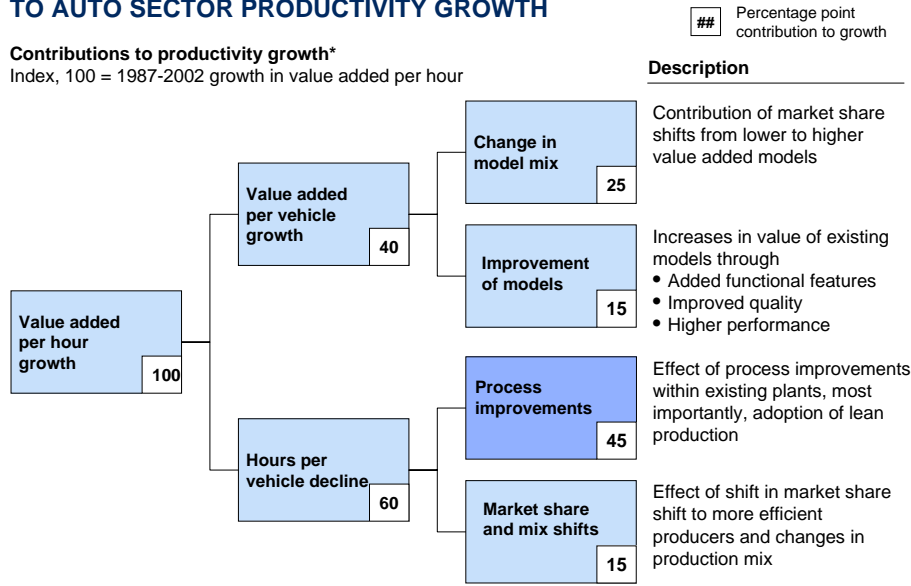 TO AUTO SECTOR PRODUCTIVITY GROWTH
## Percentage point
contribution to growth
Contributions to productivity growth*
Index, 100 = 1987-2002 growth in value added per hour
Description
Value added
per hour
growth
100
Value added
per vehicle
growth
40
Hours per
vehicle decline
60
Change in
model mix
25
Contribution of market share
shifts from lower to higher
value added models
Improvement
of models
15
Increases in value of existing
models through
• Added functional features
• Improved quality
• Higher performance
Process
improvements
45
Effect of process improvements
within existing plants, most
importantly, adoption of lean
production
Market share
and mix shifts
15
Effect of shift in market share
shift to more efficient
producers and changes in
production mix